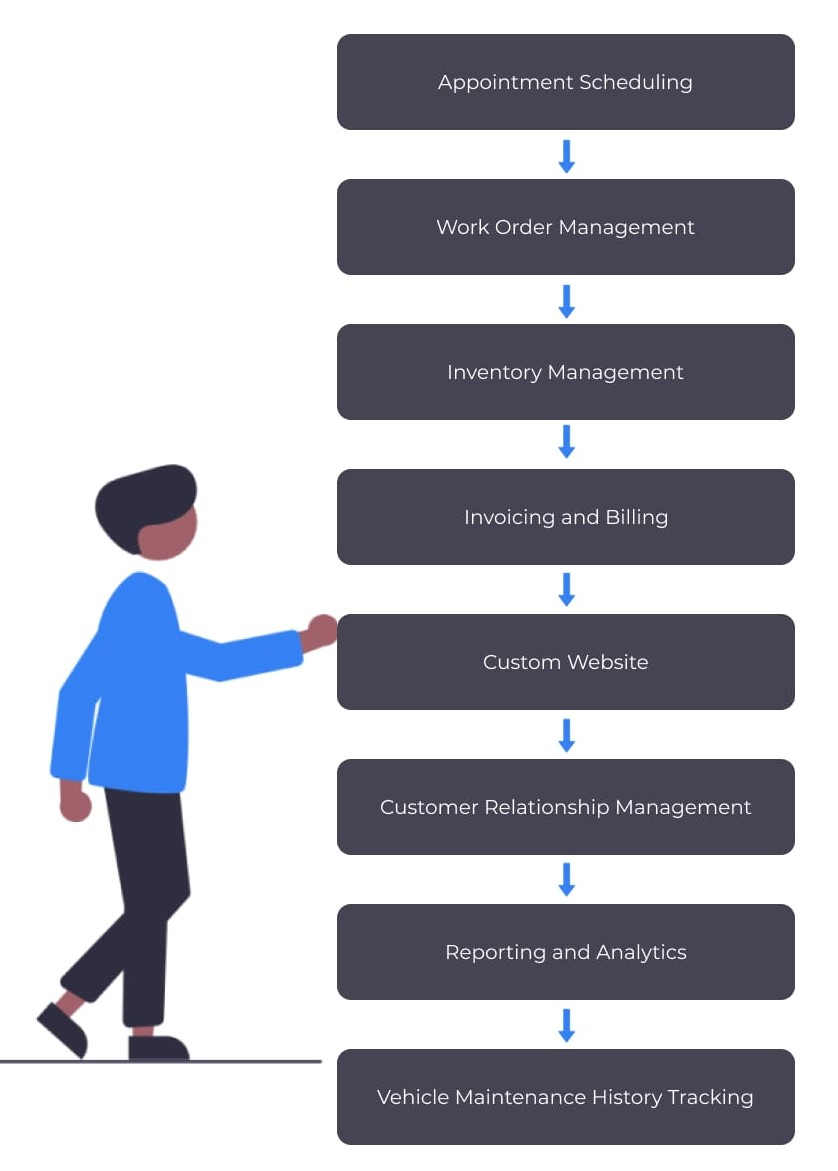 Appointment Scheduling
Work Order Management
Inventory Management
Invoicing and Billing
Custom Website
Customer Relationship Management
Reporting and Analytics
Vehicle Maintenance History Tracking